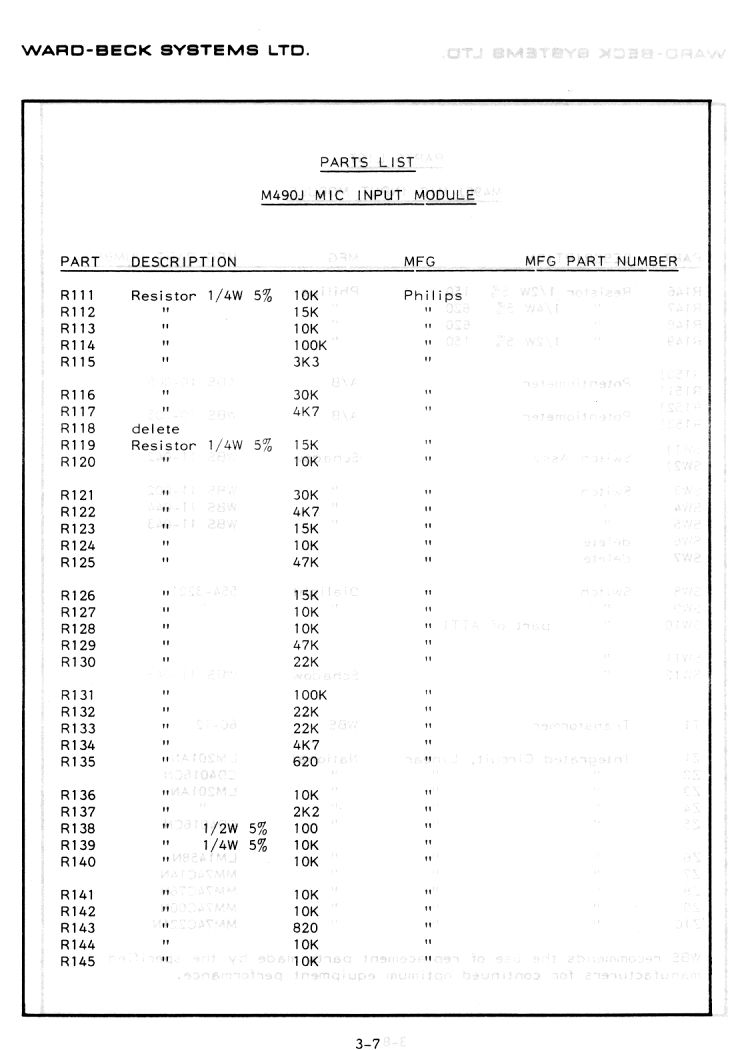 WARD-BECK SYSTEMS LTD.
PARTS LIST
M490J MIC INPUT MODULE
PART DESCRIPTION MFG MFG PART NUMBER
R111 Resistor 1/4W 5% 10K Philips
R112 " 15K "
R113 " 10K "
R114 " 100K "
R115 " 3K3 "
R116 " 30K "
R117 " 4K7 "
R118 delete
R119 Resistor 1/4W 5% 15K "
R120 " 10K "
R121 " 30K "
R122 " 4K7 "
R123 " 15K "
R124 " 10K "
R125 " 47K "
R126 " 15K "
R127 " 10K "
R128 " 10K "
R129 " 47K "
R130 " 22K "
R131 " 100K "
R132 " 22K "
R133 " 22K "
R134 " 4K7 "
R135 " 620 "
R136 " 10K "
R137 " 2K2 "
R138 " 1/2W 5% 100 "
R139 " 1/4W 5% 10K "
R140 " 10K "
R141 " 10K "
R142 " 10K "
R143 " 820 "
R144 " 10K "
R145 " 10K "
3-7